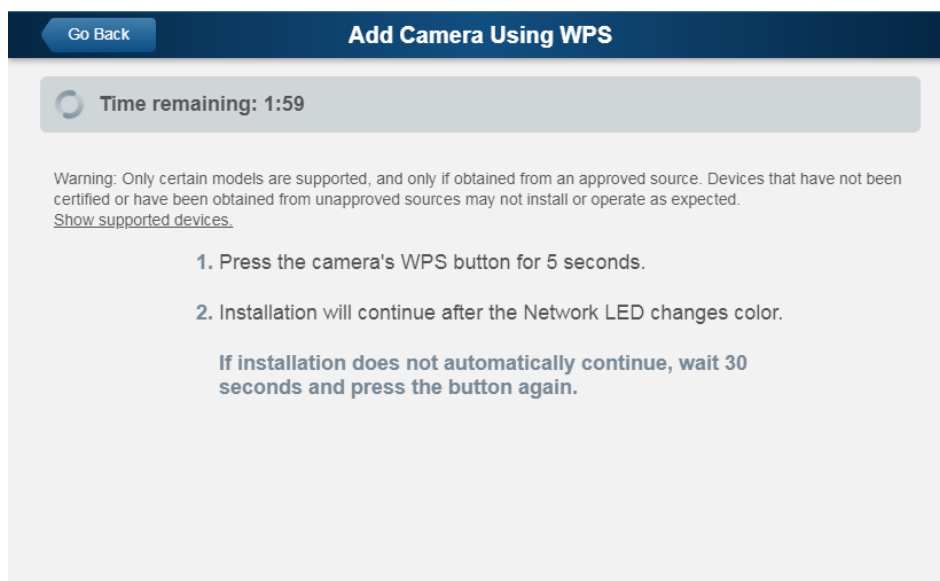 Go Back
Add Camera Using WPS
Time remaining: 1:59
Warning: Only certain models are supported, and only if obtained from an approved source. Devices that have not been
certified or have been obtained from unapproved sources may not install or operate as expected.
Show supported devices.
1. Press the camera's WPS button for 5 seconds.
2. Installation will continue after the Network LED changes color.
If installation does not automatically continue, wait 30
seconds and press the button again.